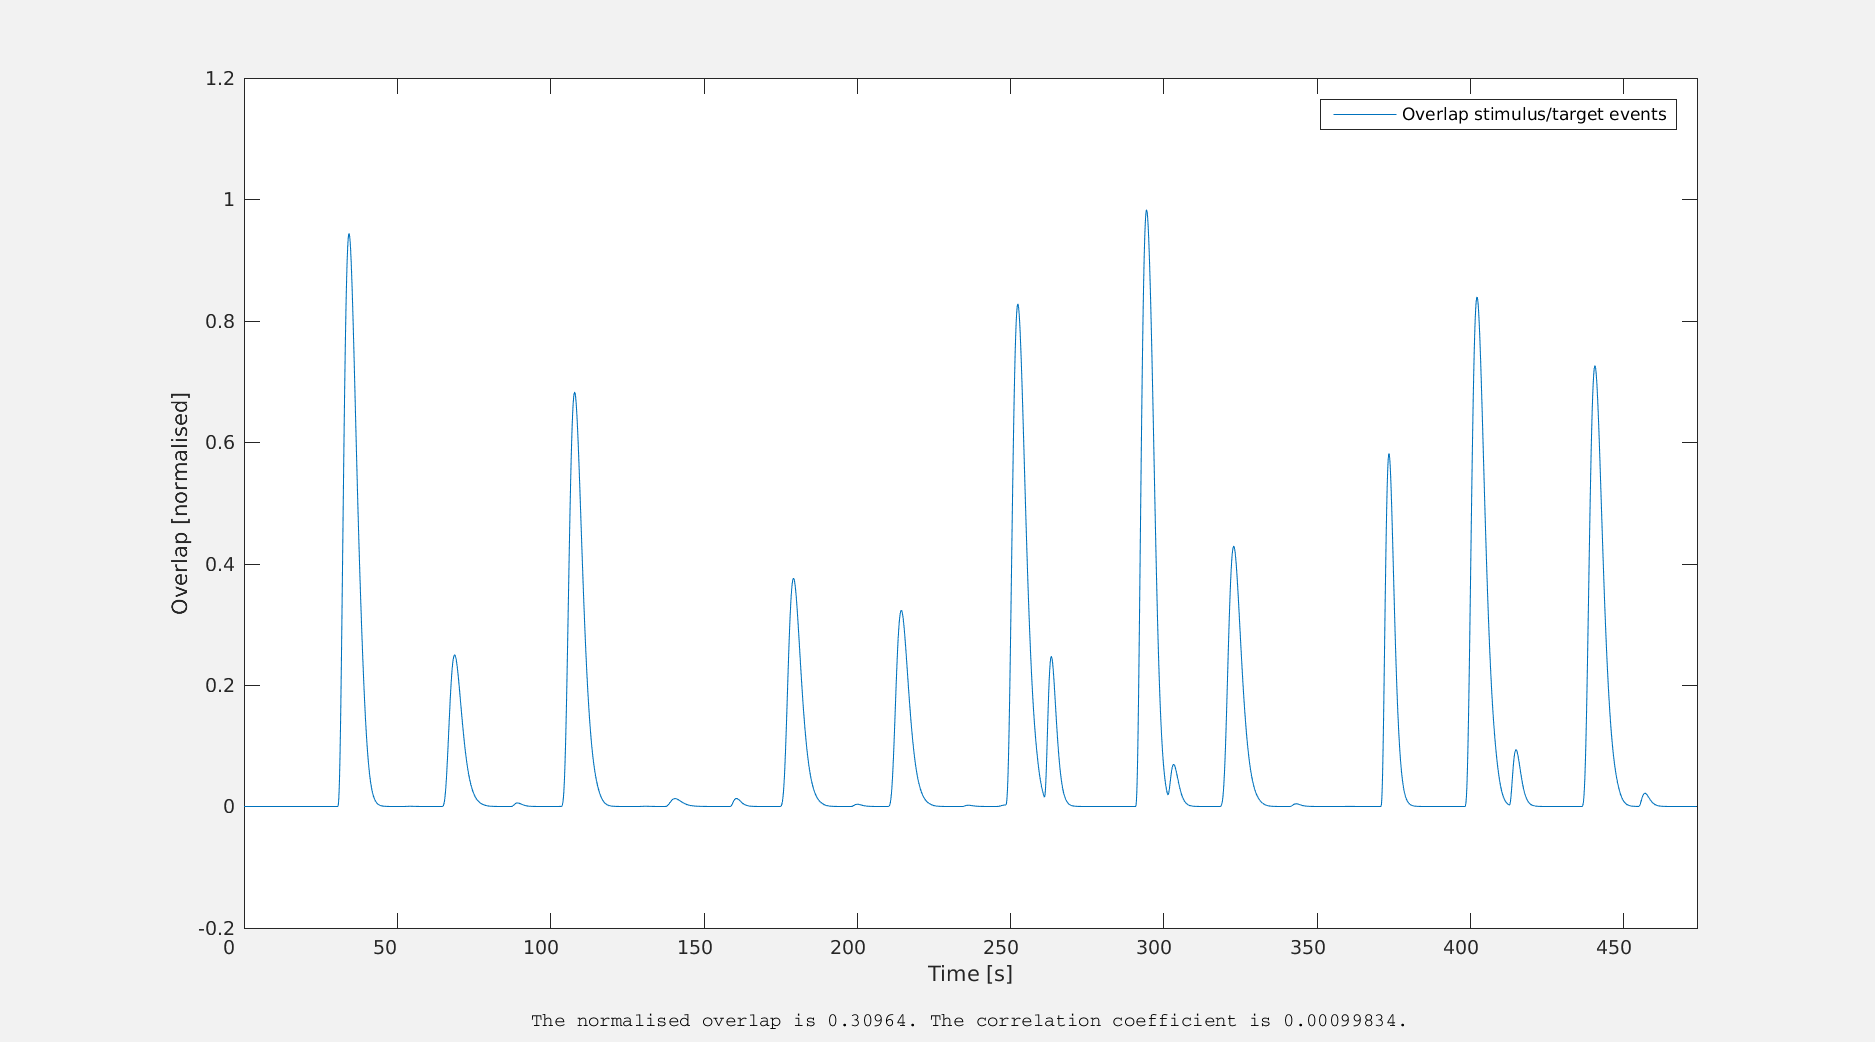 1.2
Overlap stimulus/target events
1
0.8
0.6
0.4
0.2
0
-0.2
Overlap [normalised]
0 50 100 150 200 250 300 350 400 450
Time [s]
The normalised overlap is 0.30964. The correlation coefficient is 0.00099834.